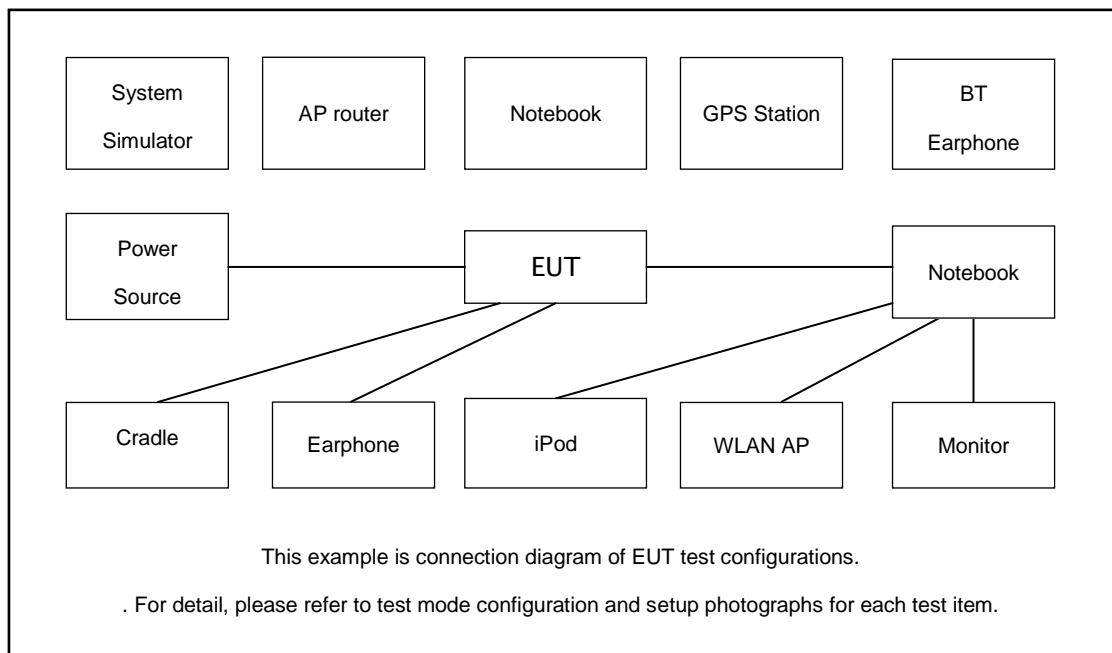 System
Simulator
AP router
Notebook
GPS Station
BT
Earphone
Power
Source
EUT
Notebook
Cradle
Earphone
iPod
WLAN AP
Monitor
This example is connection diagram of EUT test configurations.
. For detail, please refer to test mode configuration and setup photographs for each test item.